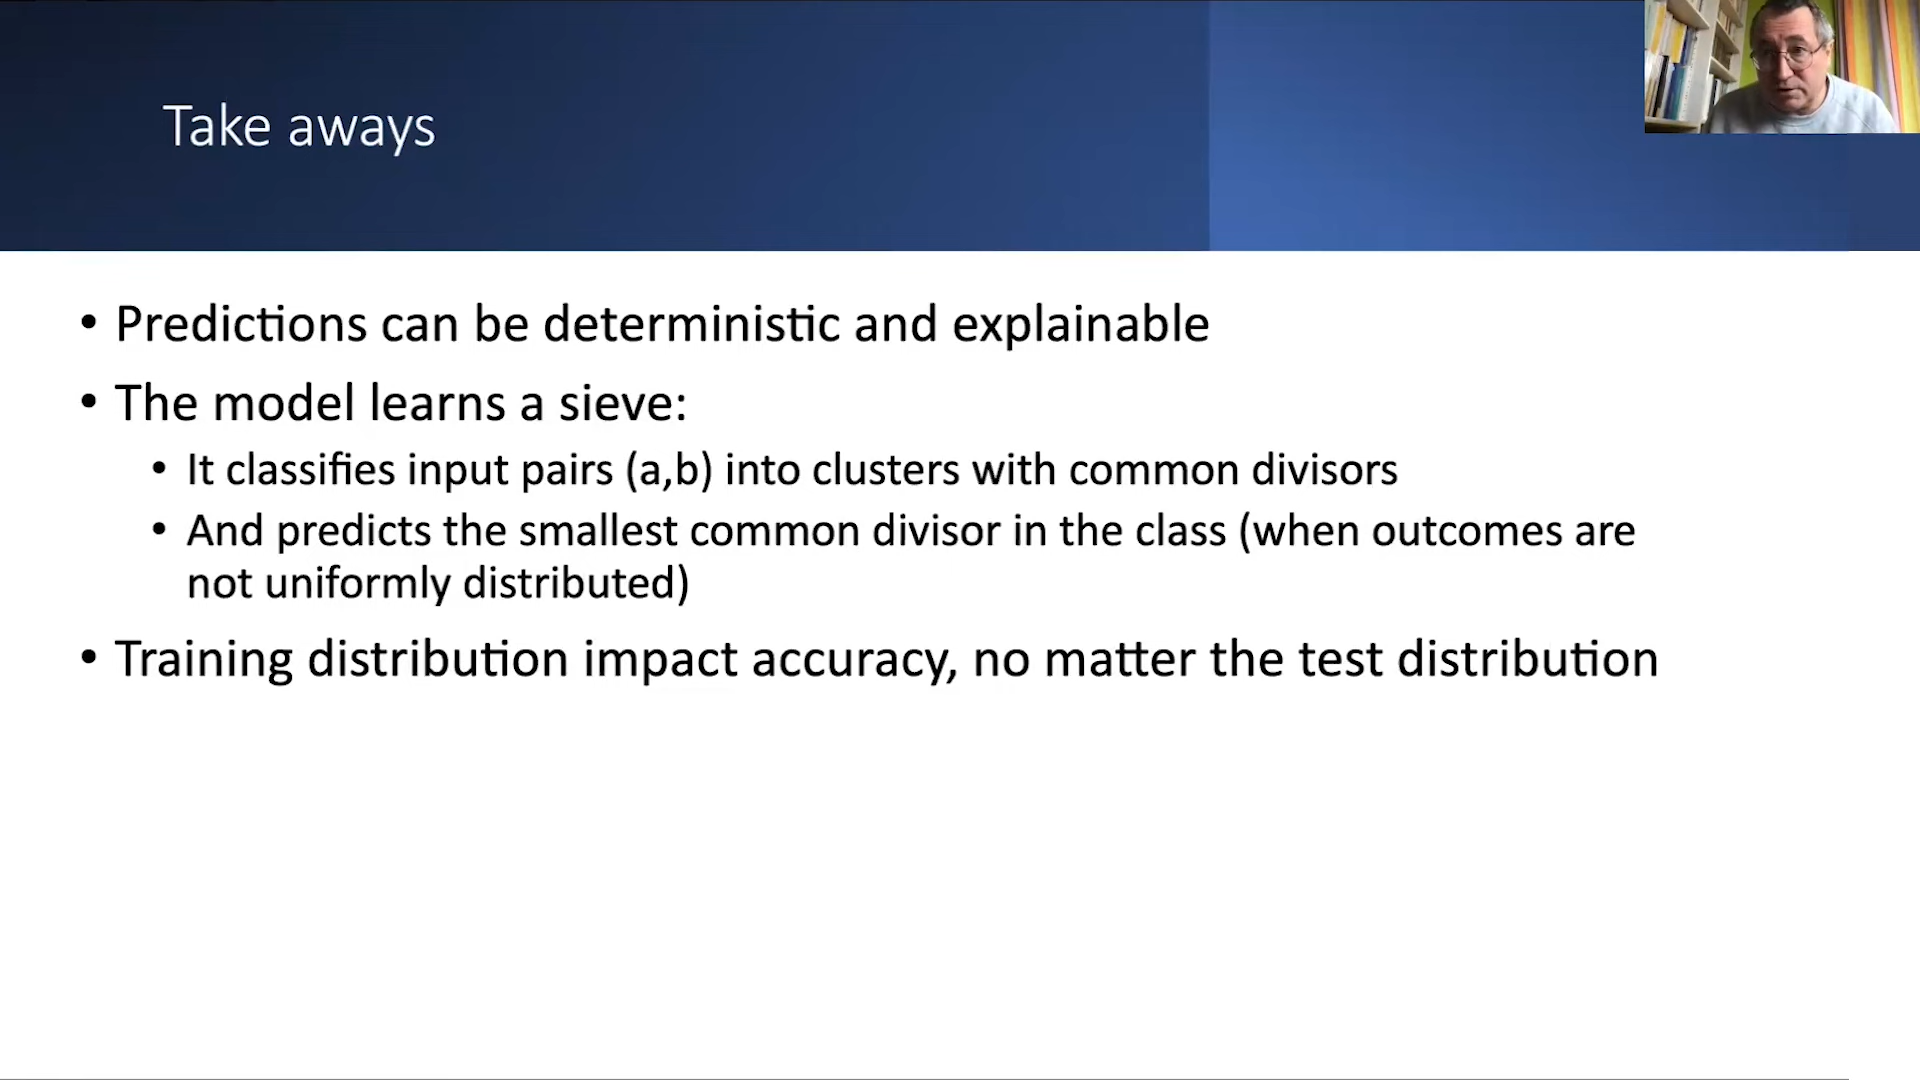 Take aways
• Predictions can be deterministic and explainable
• The model learns a sieve:
• It classifies input pairs (a,b) into clusters with common divisors
• And predicts the smallest common divisor in the class (when outcomes are
not uniformly distributed)
• Training distribution impact accuracy, no matter the test distribution